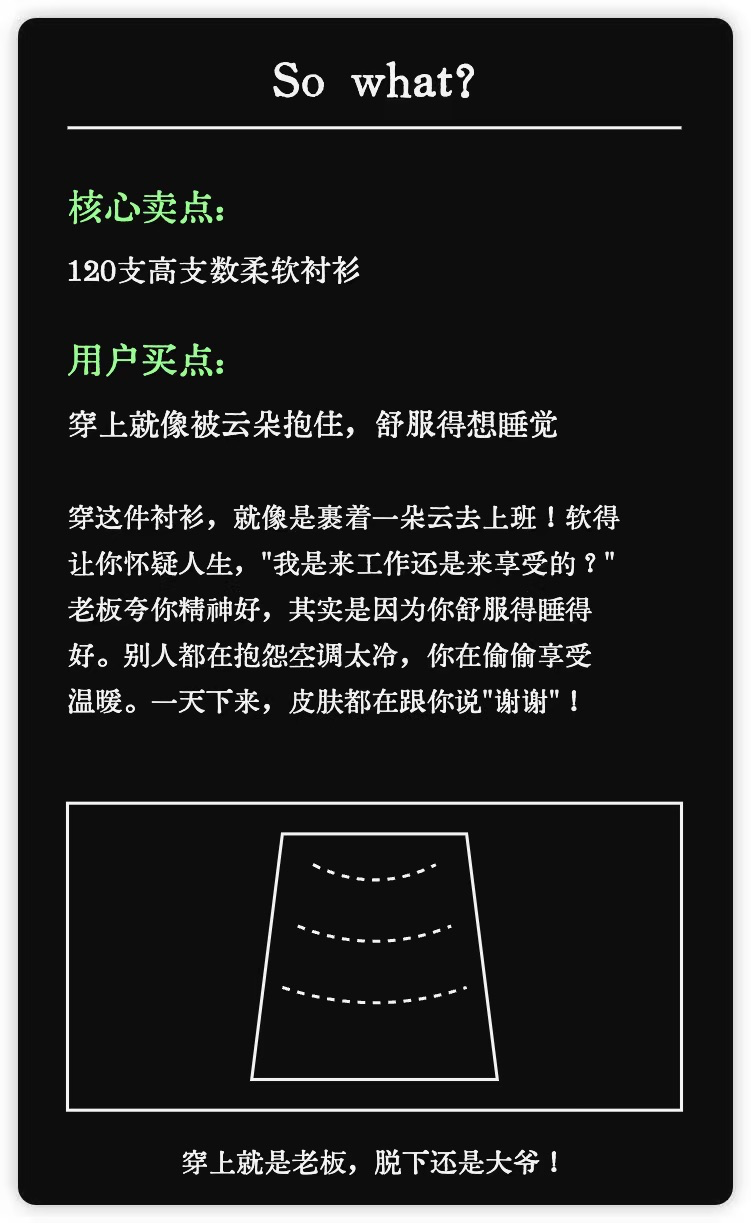 So what?
核心卖点:
120支高支数柔软衬衫
用户买点:
穿上就像被云朵抱住，舒服得想睡觉
穿这件衬衫，就像是裹着一朵云去上班！软得
让你怀疑人生，"我是来工作还是来享受的？"
老板夸你精神好，其实是因为你舒服得睡得
好。别人都在抱怨空调太冷，你在偷偷享受
温暖。一天下来，皮肤都在跟你说"谢谢"！
穿上就是老板，脱下还是大爷！